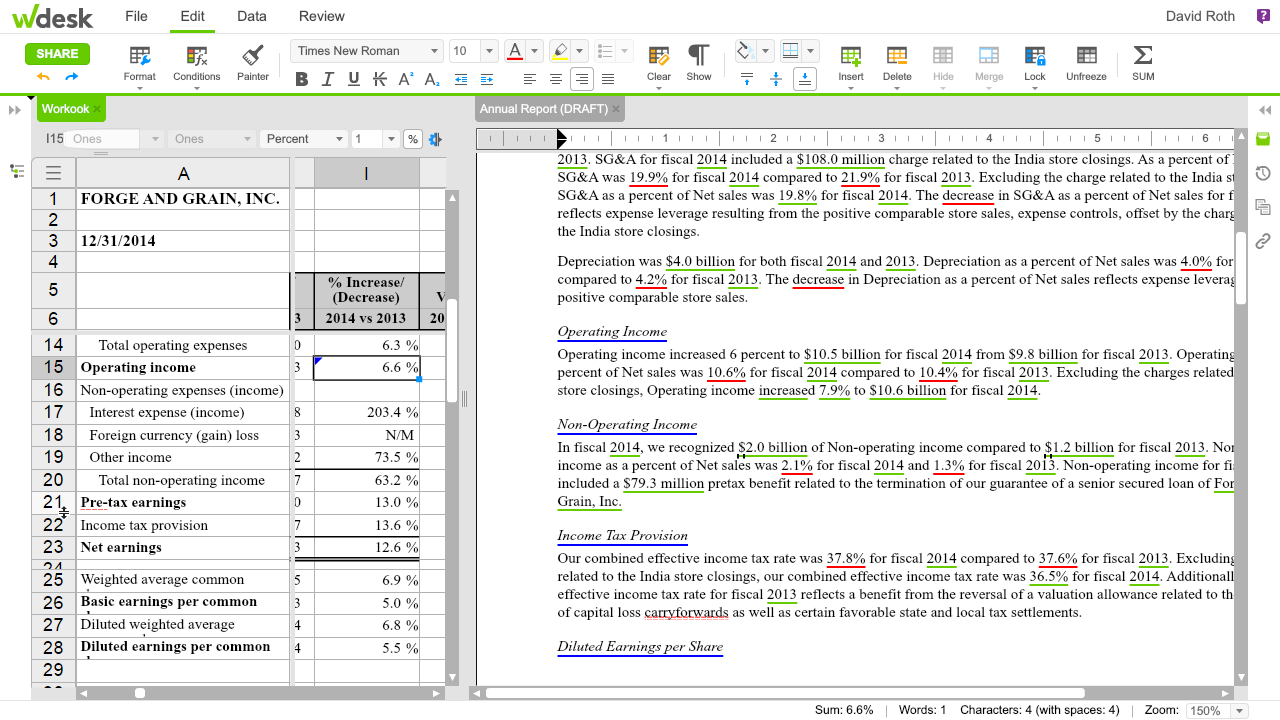 wdesk File Edit Data Review David Roth ?
SHARE
Times New Roman 10
Format Conditions Painter Clear Show Insert Delete Hide Merge Lock Unfreeze SUM
B I U K A A A
Workook × Annual Report (DRAFT) ×
I15 Ones Ones Percent 1 %
1 2 3 4 5 6
A I
1 FORGE AND GRAIN, INC.
2
3 12/31/2014
4
5 % Increase/
(Decrease) V
6 3 2014 vs 2013 20
14 Total operating expenses 0 6.3 %
15 Operating income 3 6.6 %
16 Non-operating expenses (income)
17 Interest expense (income) 8 203.4 %
18 Foreign currency (gain) loss 3 N/M
19 Other income 2 73.5 %
20 Total non-operating income 7 63.2 %
21 Pre-tax earnings 0 13.0 %
22 Income tax provision 7 13.6 %
23 Net earnings 3 12.6 %
24
25 Weighted average common 5 6.9 %
26 Basic earnings per common 3 5.0 %
27 Diluted weighted average 4 6.8 %
28 Diluted earnings per common 4 5.5 %
29
2013. SG&A for fiscal 2014 included a $108.0 million charge related to the India store closings. As a percent of
SG&A was 19.9% for fiscal 2014 compared to 21.9% for fiscal 2013. Excluding the charge related to the India st
SG&A as a percent of Net sales was 19.8% for fiscal 2014. The decrease in SG&A as a percent of Net sales for f
reflects expense leverage resulting from the positive comparable store sales, expense controls, offset by the charg
the India store closings.
Depreciation was $4.0 billion for both fiscal 2014 and 2013. Depreciation as a percent of Net sales was 4.0% for
compared to 4.2% for fiscal 2013. The decrease in Depreciation as a percent of Net sales reflects expense leverag
positive comparable store sales.
Operating Income
Operating income increased 6 percent to $10.5 billion for fiscal 2014 from $9.8 billion for fiscal 2013. Operating
percent of Net sales was 10.6% for fiscal 2014 compared to 10.4% for fiscal 2013. Excluding the charges related
store closings, Operating income increased 7.9% to $10.6 billion for fiscal 2014.
Non-Operating Income
In fiscal 2014, we recognized $2.0 billion of Non-operating income compared to $1.2 billion for fiscal 2013. Non
income as a percent of Net sales was 2.1% for fiscal 2014 and 1.3% for fiscal 2013. Non-operating income for fi
included a $79.3 million pretax benefit related to the termination of our guarantee of a senior secured loan of For
Grain, Inc.
Income Tax Provision
Our combined effective income tax rate was 37.8% for fiscal 2014 compared to 37.6% for fiscal 2013. Excluding
related to the India store closings, our combined effective income tax rate was 36.5% for fiscal 2014. Additionall
effective income tax rate for fiscal 2013 reflects a benefit from the reversal of a valuation allowance related to th
of capital loss carryforwards as well as certain favorable state and local tax settlements.
Diluted Earnings per Share
Sum: 6.6% Words: 1 Characters: 4 (with spaces: 4) Zoom: 150%